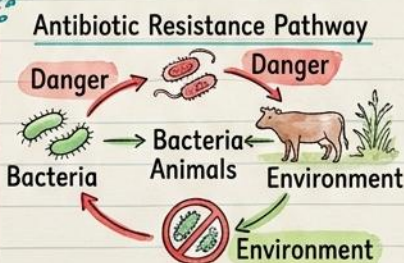 Antibiotic Resistance Pathway
Danger
Danger
Bacteria
Bacteria
Animals
Environment
Environment